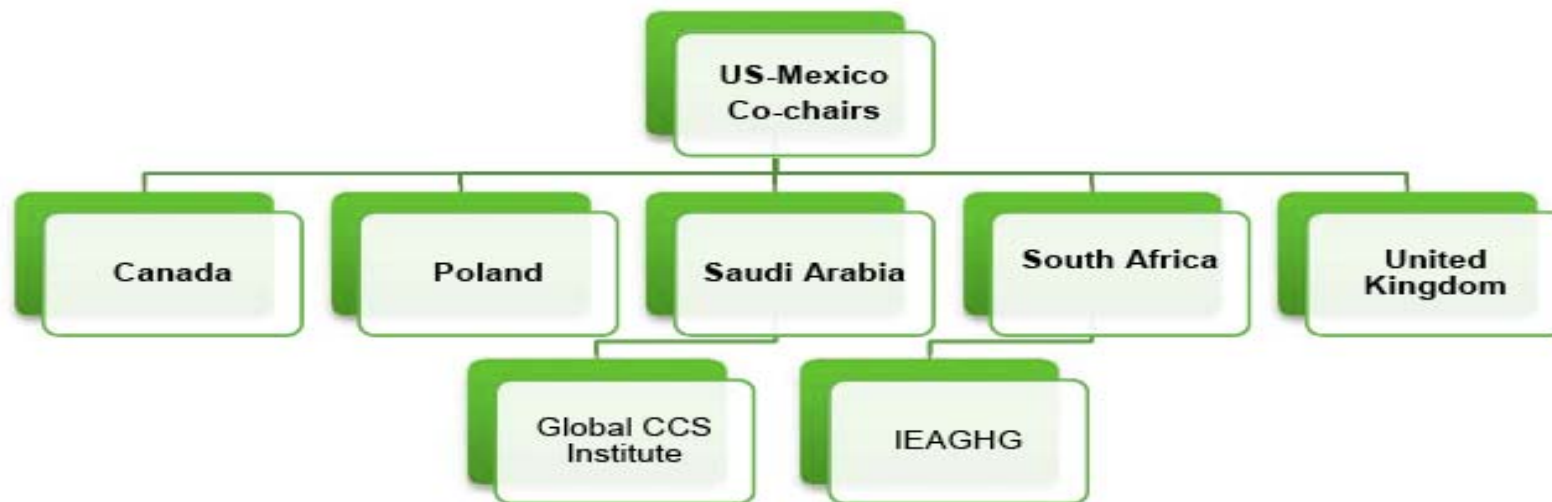 US-Mexico
Co-chairs
Canada
Poland
Saudi Arabia
South Africa
United
Kingdom
Global CCS
Institute
IEAGHG